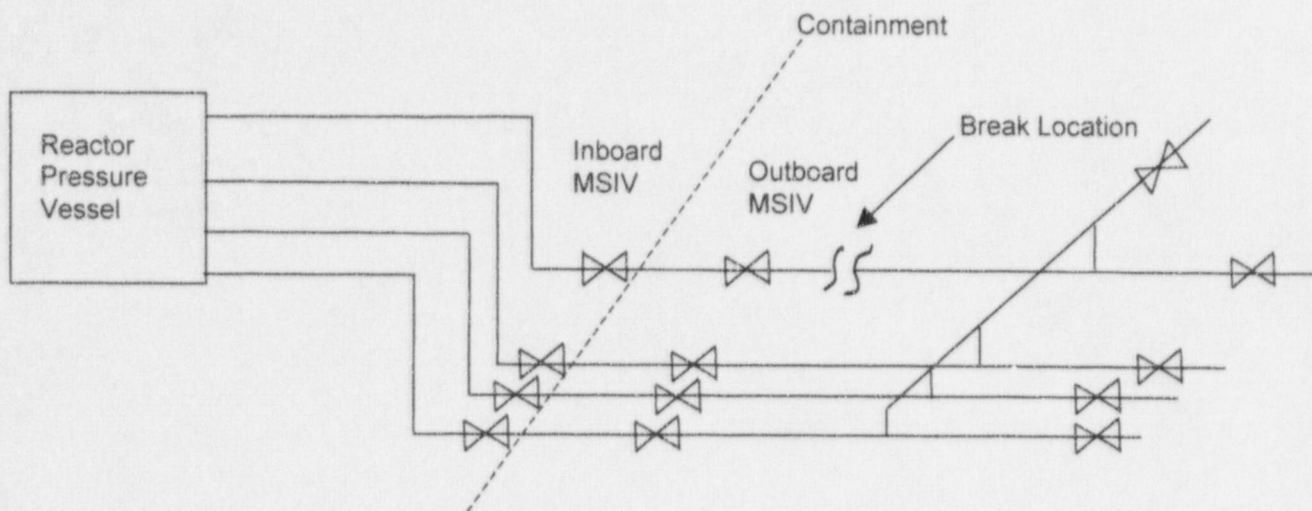 Containment
Reactor
Pressure
Vessel
Inboard
MSIV
Outboard
MSIV
Break Location